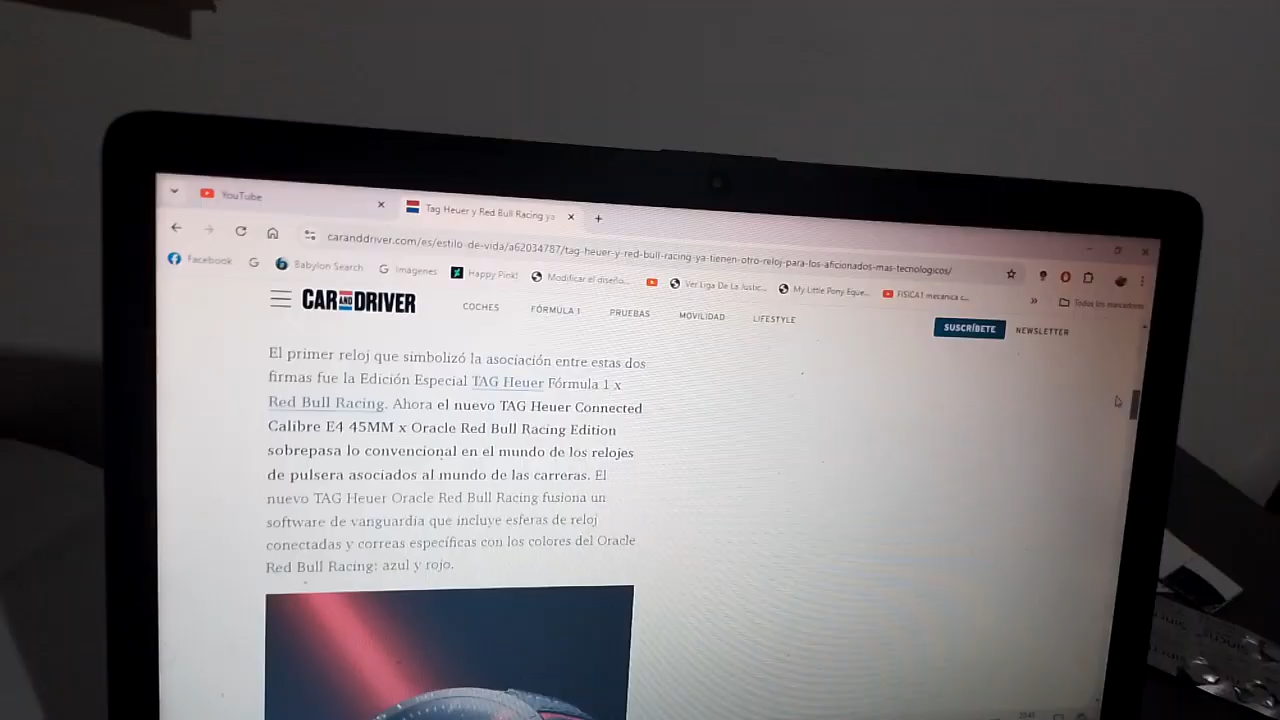 YouTube
Tag Heuer y Red Bull Racing ya
caranddriver.com/es/estilo-de-vida/a62034787/tag-heuer-y-red-bull-racing-ya-tienen-otro-reloj-para-los-aficionados-mas-tecnologicos/
Facebook Babylon Search Imágenes Happy Pink! Modificar el diseño... Ver Liga De La Justic... My Little Pony Eque... FISICA1 mecanica c... Todos los marcadores
CAR AND DRIVER COCHES FÓRMULA 1 PRUEBAS MOVILIDAD LIFESTYLE SUSCRÍBETE NEWSLETTER
El primer reloj que simbolizó la asociación entre estas dos
firmas fue la Edición Especial TAG Heuer Fórmula 1 x
Red Bull Racing. Ahora el nuevo TAG Heuer Connected
Calibre E4 45MM x Oracle Red Bull Racing Edition
sobrepasa lo convencional en el mundo de los relojes
de pulsera asociados al mundo de las carreras. El
nuevo TAG Heuer Oracle Red Bull Racing fusiona un
software de vanguardia que incluye esferas de reloj
conectadas y correas específicas con los colores del Oracle
Red Bull Racing: azul y rojo.